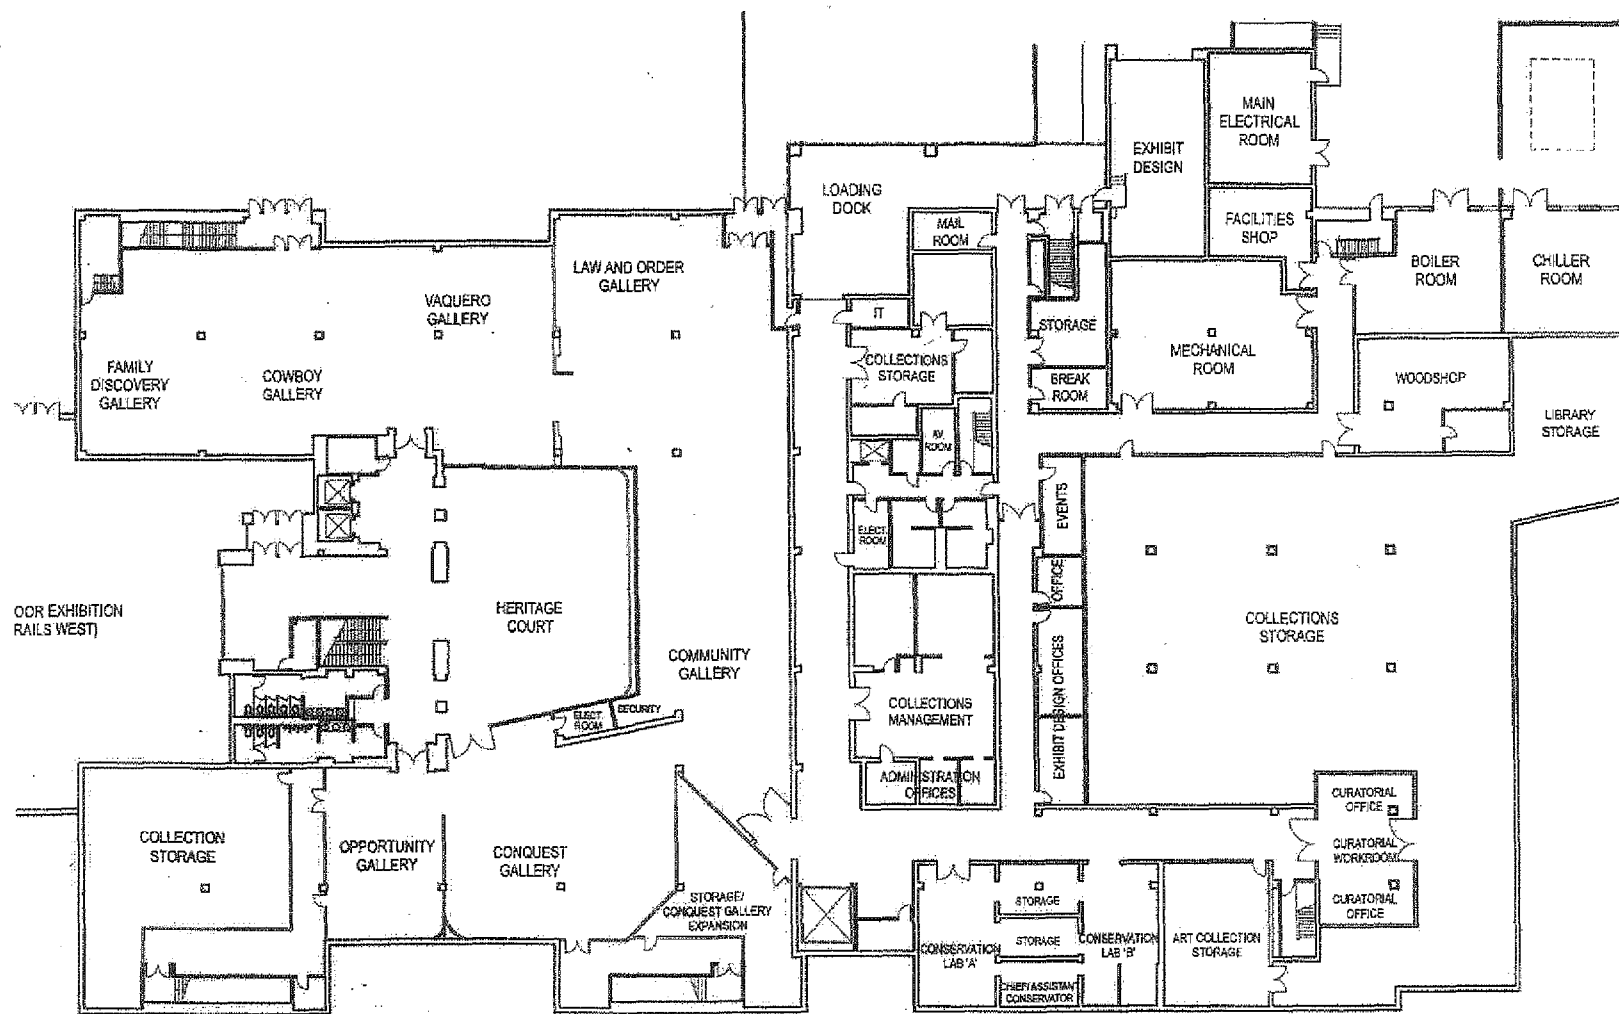 MAIN
ELECTRICAL
ROOM
EXHIBIT
DESIGN
LOADING
DOCK
MAIL
ROOM
FACILITIES
SHOP
BOILER
ROOM
CHILLER
ROOM
LAW AND ORDER
GALLERY
VAQUERO
GALLERY
IT
STORAGE
COLLECTIONS
STORAGE
MECHANICAL
ROOM
BREAK
ROOM
WOODSHOP
LIBRARY
STORAGE
FAMILY
DISCOVERY
GALLERY
COWBOY
GALLERY
AV.
ROOM
EVENTS
ELECT.
ROOM
OFFICE
OOR EXHIBITION
RAILS WEST)
HERITAGE
COURT
COLLECTIONS
STORAGE
COMMUNITY
GALLERY
EXHIBIT DESIGN OFFICES
COLLECTIONS
MANAGEMENT
ELECT.
ROOM
SECURITY
ADMINISTRATION
OFFICES
CURATORIAL
OFFICE
CURATORIAL
WORKROOM
CURATORIAL
OFFICE
COLLECTION
STORAGE
OPPORTUNITY
GALLERY
CONQUEST
GALLERY
STORAGE/
CONQUEST GALLERY
EXPANSION
STORAGE
STORAGE
CONSERVATION
LAB 'A'
CONSERVATION
LAB 'B'
ART COLLECTION
STORAGE
CHIEF/ASSISTANT
CONSERVATOR